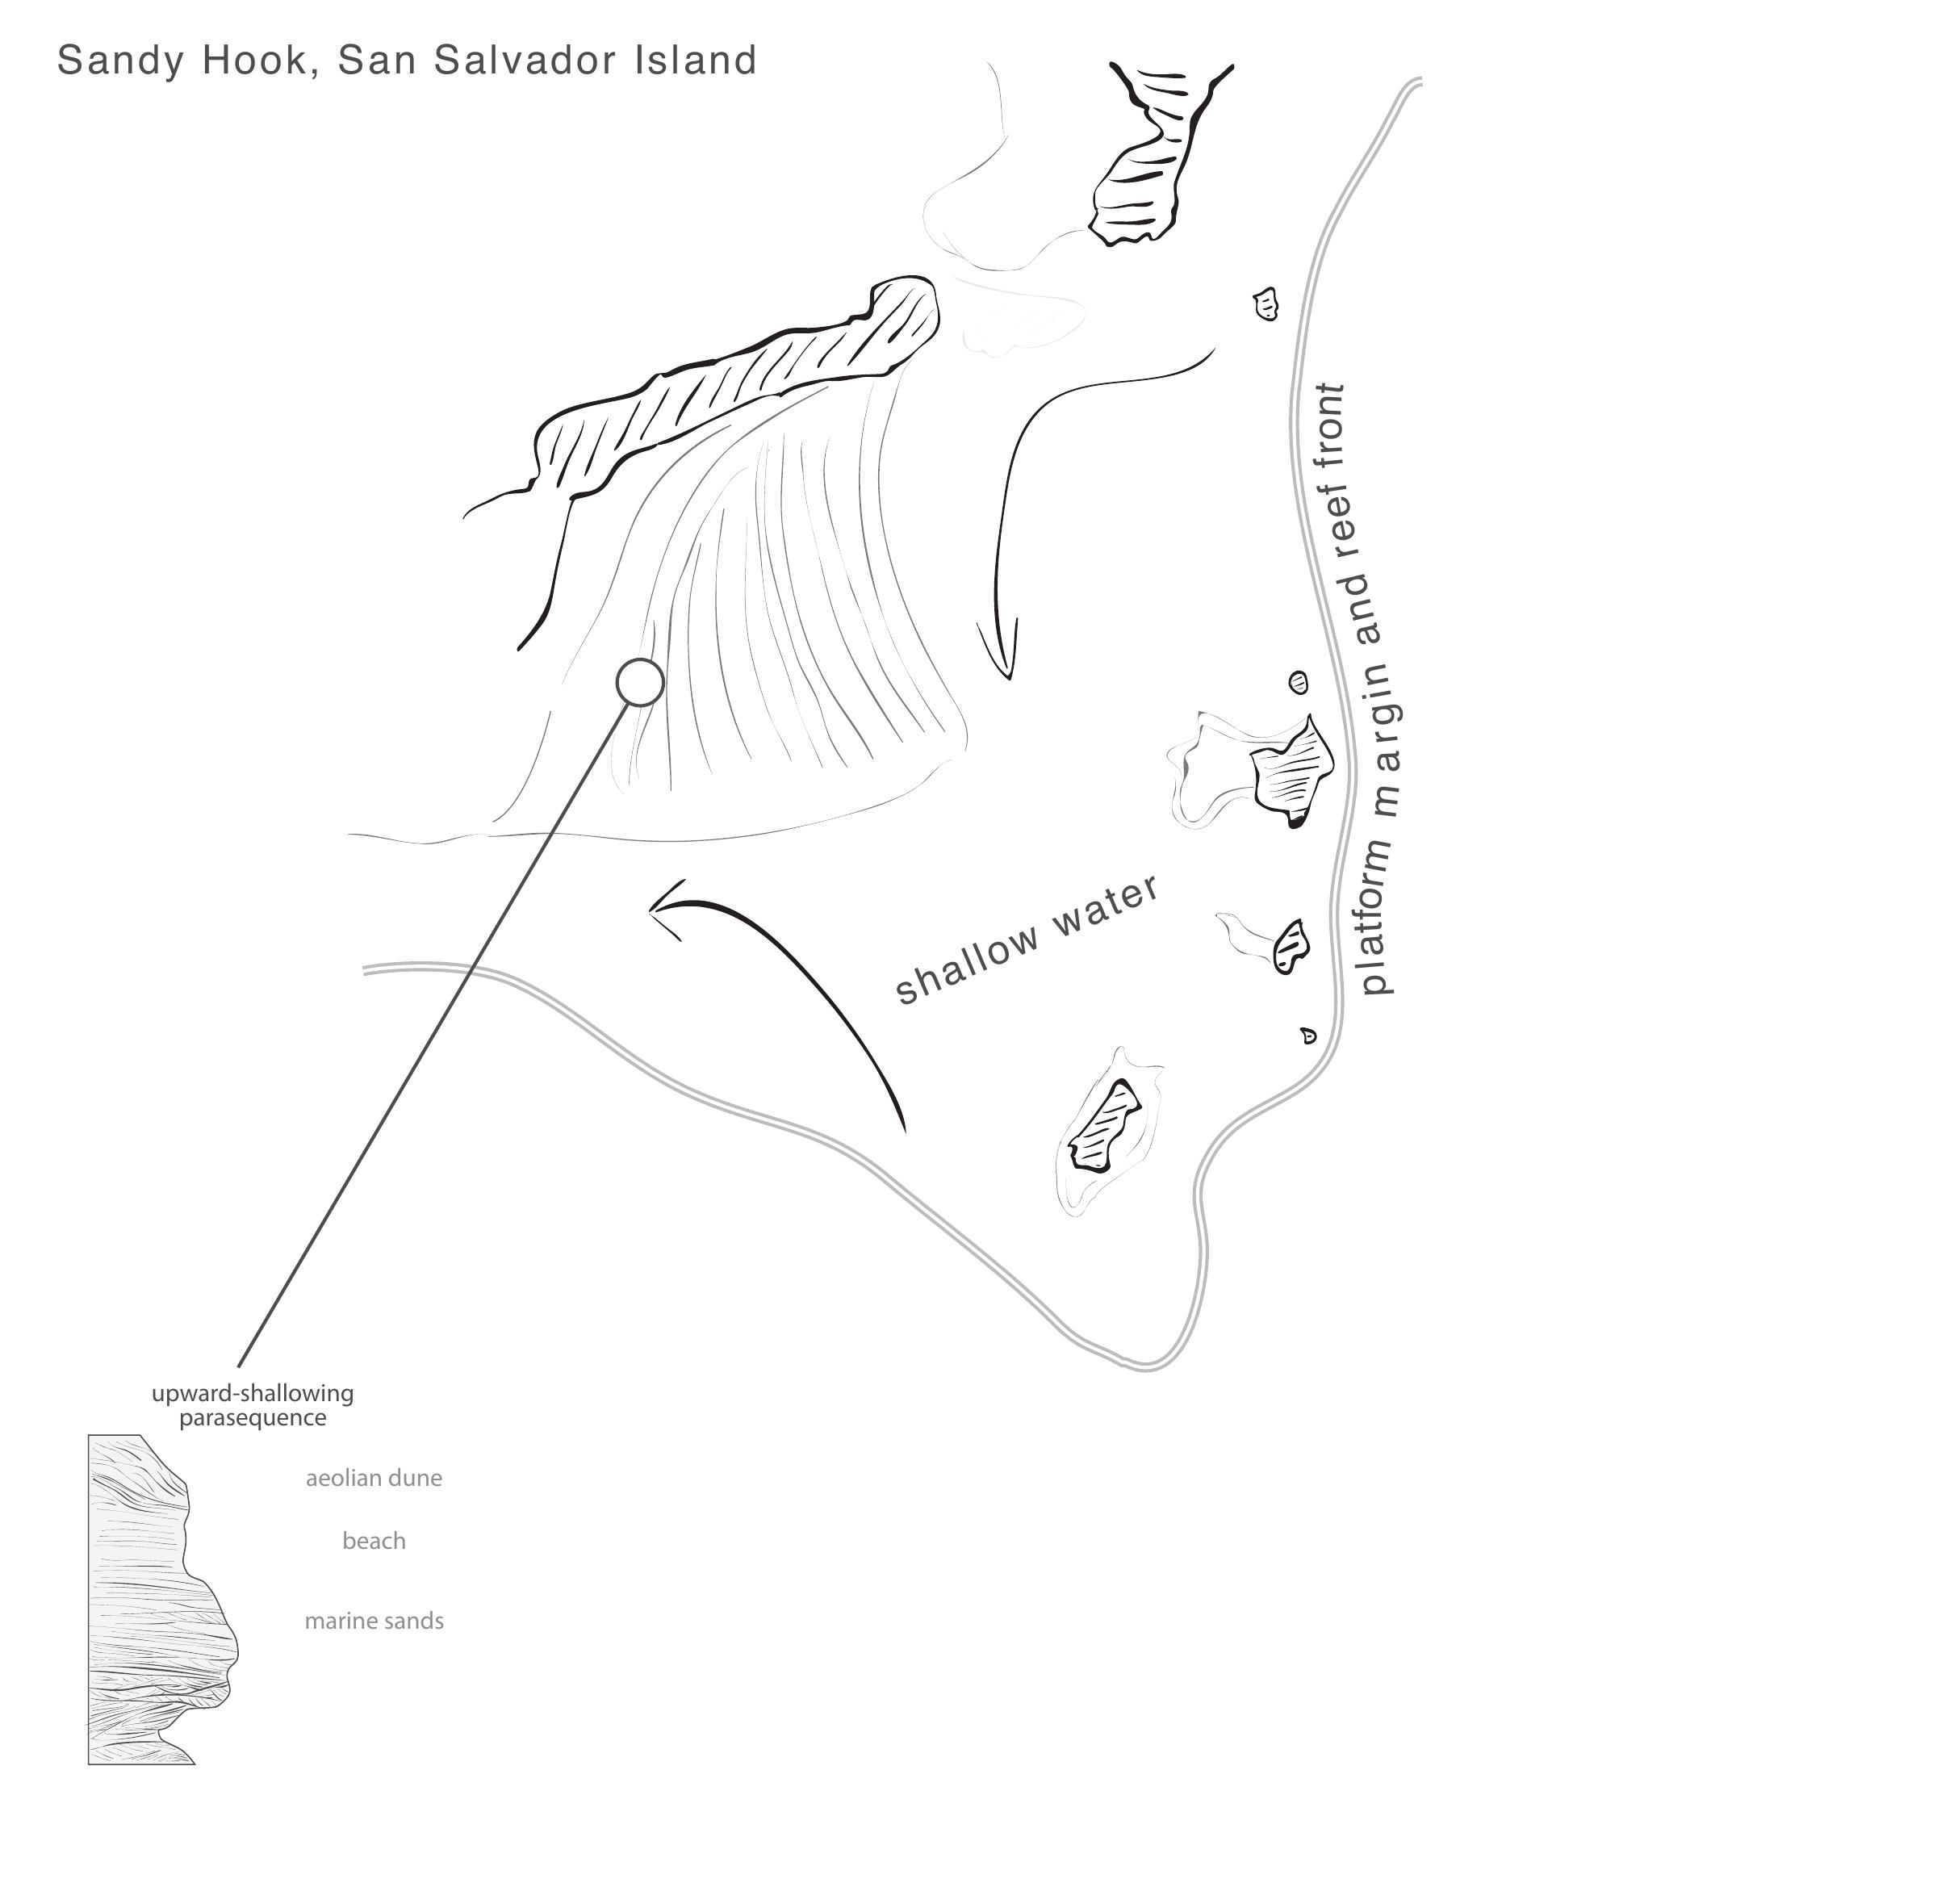 Sandy Hook, San Salvador Island
platform margin and reef front
shallow water
upward-shallowing
parasequence
aeolian dune
beach
marine sands